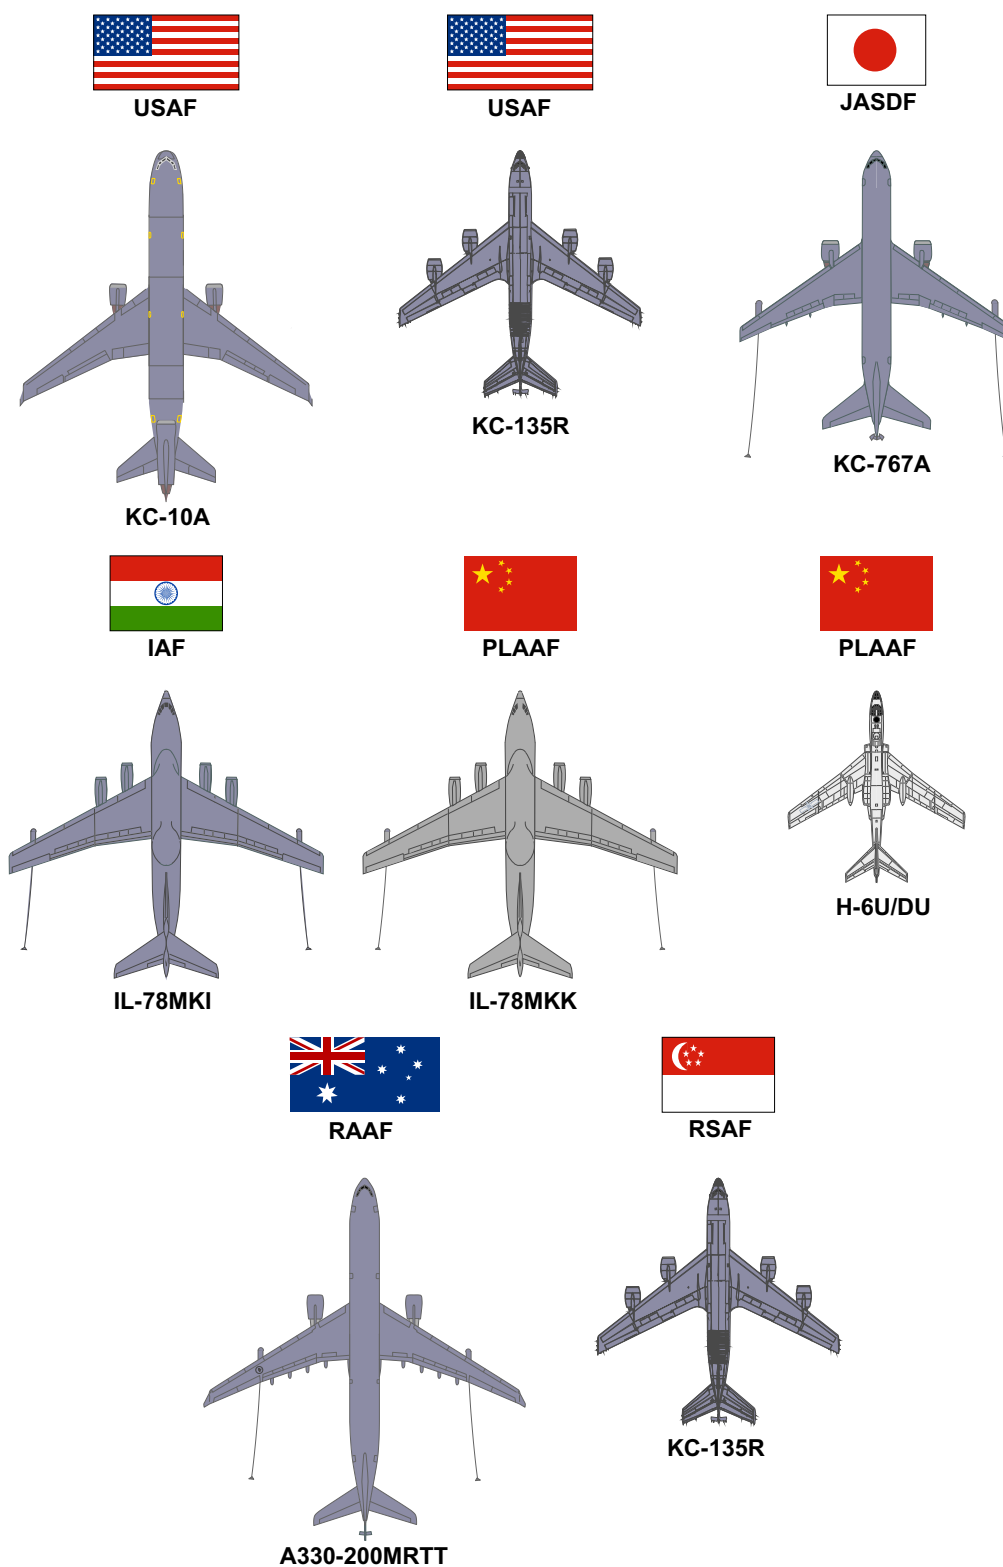 USAF
USAF
JASDF
KC-10A
KC-135R
KC-767A
IAF
PLAAF
PLAAF
IL-78MKI
IL-78MKK
H-6U/DU
RAAF
RSAF
A330-200MRTT
KC-135R